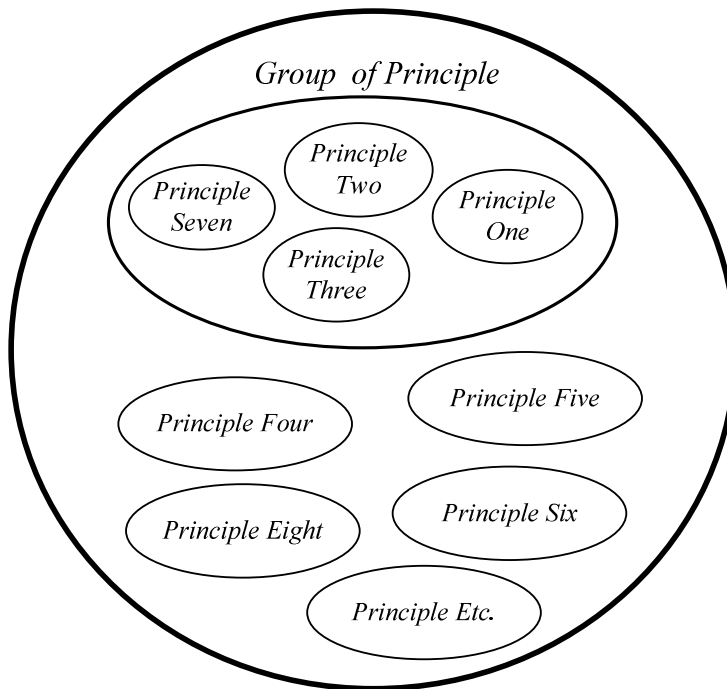 Group of Principle
Principle
Two
Principle
Seven
Principle
One
Principle
Three
Principle Five
Principle Four
Principle Six
Principle Eight
Principle Etc.